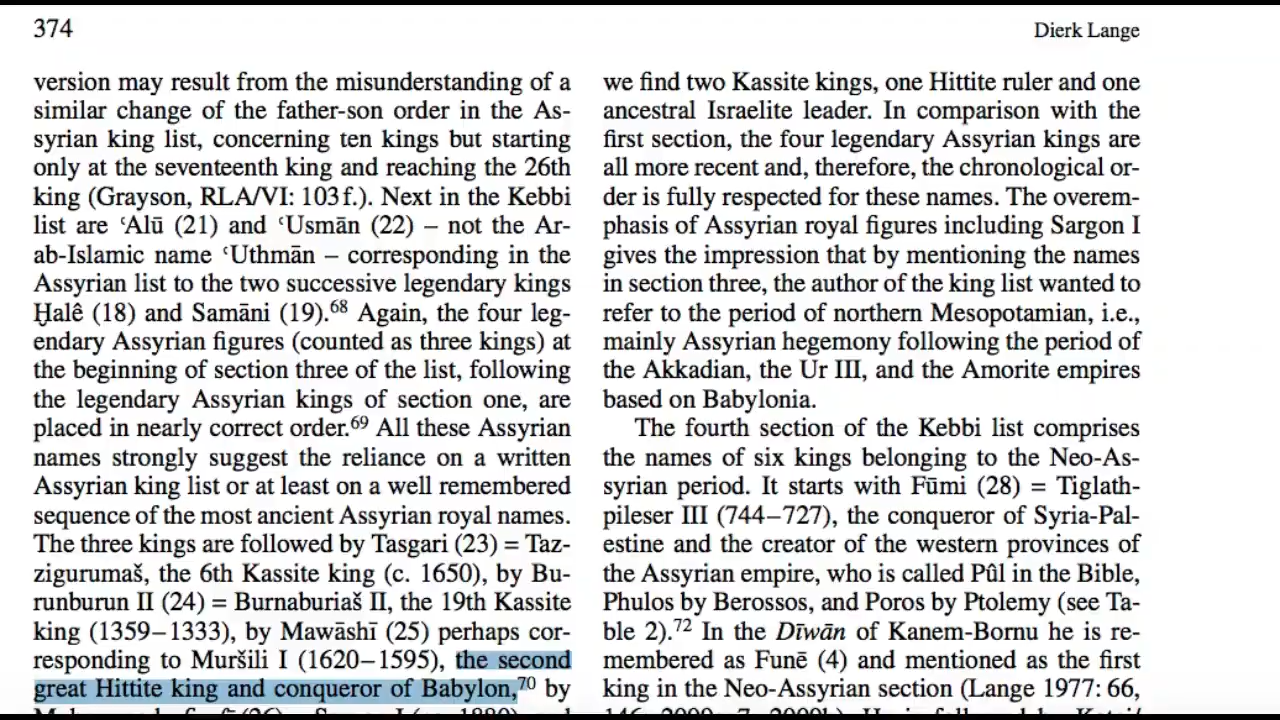 374
Dierk Lange
version may result from the misunderstanding of a
similar change of the father-son order in the As-
syrian king list, concerning ten kings but starting
only at the seventeenth king and reaching the 26th
king (Grayson, RLA/VI: 103 f.). Next in the Kebbi
list are ʿAlū (21) and ʿUsmān (22) – not the Ar-
ab-Islamic name ʿUthmān – corresponding in the
Assyrian list to the two successive legendary kings
Ḫalê (18) and Samāni (19).⁶⁸ Again, the four leg-
endary Assyrian figures (counted as three kings) at
the beginning of section three of the list, following
the legendary Assyrian kings of section one, are
placed in nearly correct order.⁶⁹ All these Assyrian
names strongly suggest the reliance on a written
Assyrian king list or at least on a well remembered
sequence of the most ancient Assyrian royal names.
The three kings are followed by Tasgari (23) = Taz-
zigurumaš, the 6th Kassite king (c. 1650), by Bu-
runburun II (24) = Burnaburiaš II, the 19th Kassite
king (1359–1333), by Mawāshī (25) perhaps cor-
responding to Muršili I (1620–1595), the second
great Hittite king and conqueror of Babylon,⁷⁰ by
we find two Kassite kings, one Hittite ruler and one
ancestral Israelite leader. In comparison with the
first section, the four legendary Assyrian kings are
all more recent and, therefore, the chronological or-
der is fully respected for these names. The overem-
phasis of Assyrian royal figures including Sargon I
gives the impression that by mentioning the names
in section three, the author of the king list wanted to
refer to the period of northern Mesopotamian, i.e.,
mainly Assyrian hegemony following the period of
the Akkadian, the Ur III, and the Amorite empires
based on Babylonia.
The fourth section of the Kebbi list comprises
the names of six kings belonging to the Neo-As-
syrian period. It starts with Fūmi (28) = Tiglath-
pileser III (744–727), the conqueror of Syria-Pal-
estine and the creator of the western provinces of
the Assyrian empire, who is called Pûl in the Bible,
Phulos by Berossos, and Poros by Ptolemy (see Ta-
ble 2).⁷² In the Dīwān of Kanem-Bornu he is re-
membered as Funē (4) and mentioned as the first
king in the Neo-Assyrian section (Lange 1977: 66,